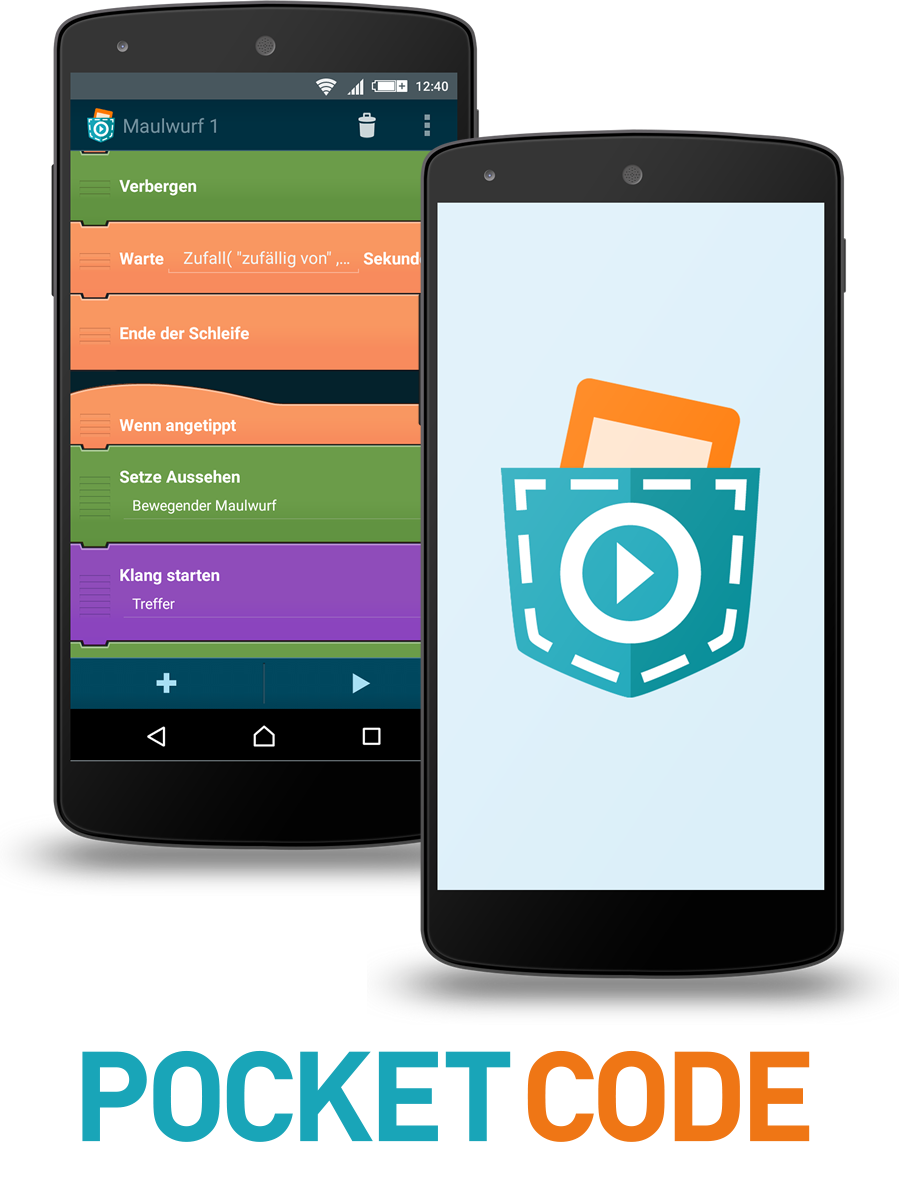 12:40
Maulwurf 1
Verbergen
Warte Zufall( "zufällig von" ,... Sekund
Ende der Schleife
Wenn angetippt
Setze Aussehen
Bewegender Maulwurf
Klang starten
Treffer
POCKET CODE